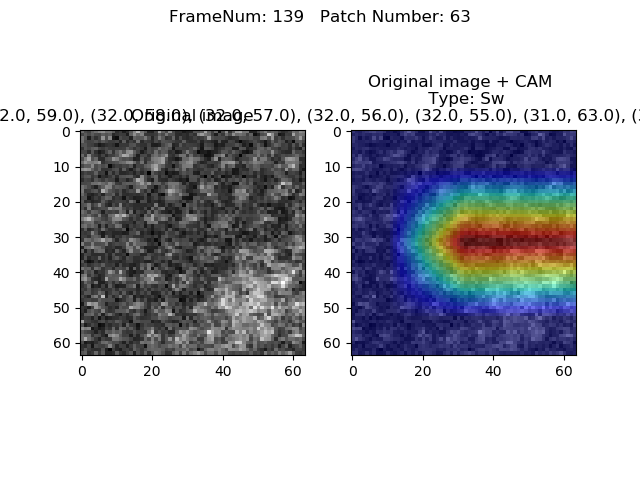 FrameNum: 139   Patch Number: 63
Original image + CAM
Type: Sw
2.0, 59.0), (32.0, 58.0), (32.0, 57.0), (32.0, 56.0), (32.0, 55.0), (31.0, 63.0), (3
Original image
0
10
20
30
40
50
60
0 20 40 60
0
10
20
30
40
50
60
0 20 40 60